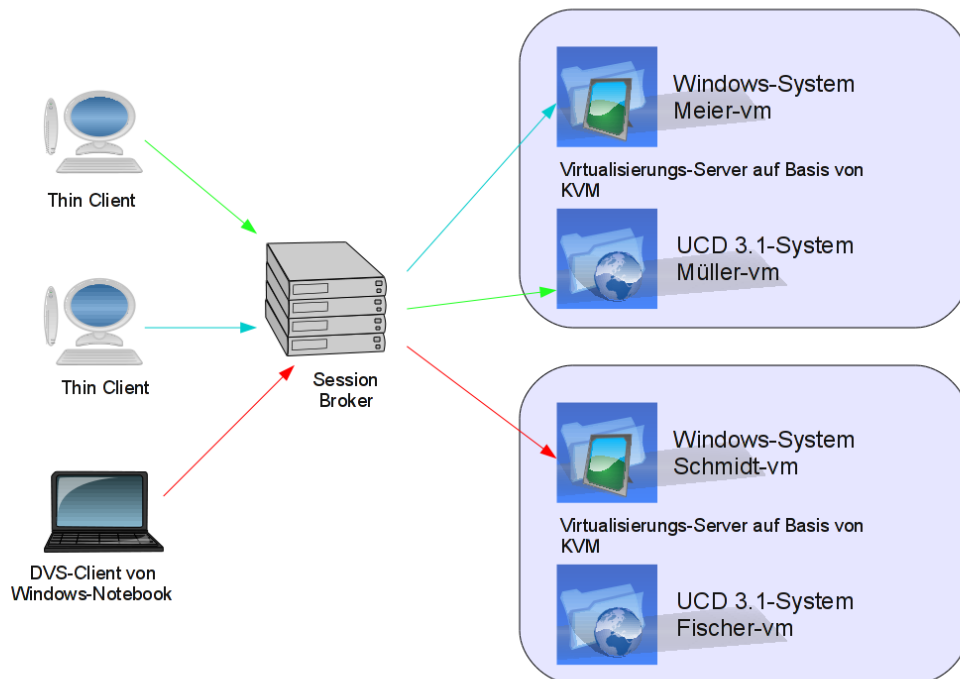 Thin Client
Thin Client
DVS-Client von
Windows-Notebook
Session
Broker
Windows-System
Meier-vm
Virtualisierungs-Server auf Basis von
KVM
UCD 3.1-System
Müller-vm
Windows-System
Schmidt-vm
Virtualisierungs-Server auf Basis von
KVM
UCD 3.1-System
Fischer-vm